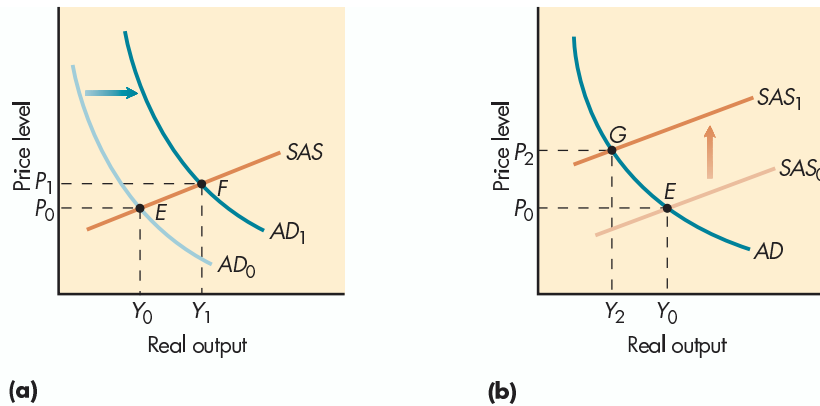 Price level
P₁
P₀
SAS
F
E
AD₁
AD₀
Y₀ Y₁
Real output
(a)
Price level
P₂
P₀
SAS₁
G
SAS₀
E
AD
Y₂ Y₀
Real output
(b)